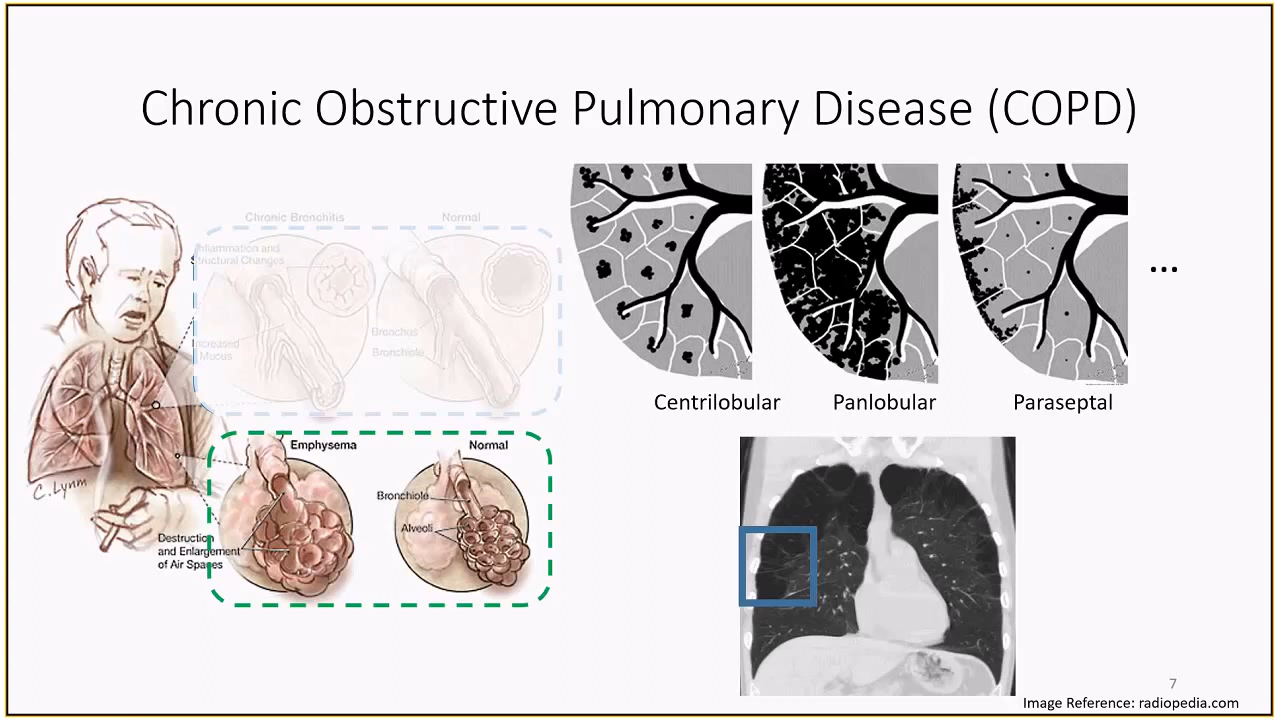 Chronic Obstructive Pulmonary Disease (COPD)
Chronic Bronchitis
Normal
Inflammation and
Structural Changes
Increased
Mucus
Bronchus
Bronchiole
Emphysema
Normal
Bronchiole
Alveoli
Destruction
and Enlargement
of Air Spaces
C. Lynm
Centrilobular
Panlobular
Paraseptal
...
7
Image Reference: radiopedia.com